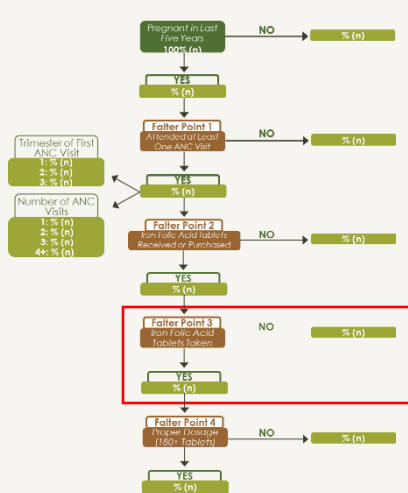 Pregnant in Last
Five Years
100% (n)
NO
% (n)
YES
% (n)
Falter Point 1
Attended at Least
One ANC Visit
NO
% (n)
Trimester of First
ANC Visit
1: % (n)
2: % (n)
3: % (n)
YES
% (n)
Number of ANC
Visits
1: % (n)
2: % (n)
3: % (n)
4+: % (n)
Falter Point 2
Iron Folic Acid Tablets
Received or Purchased
NO
% (n)
YES
% (n)
Falter Point 3
Iron Folic Acid
Tablets Taken
NO
% (n)
YES
% (n)
Falter Point 4
Proper Dosage
(180+ Tablets)
NO
% (n)
YES
% (n)